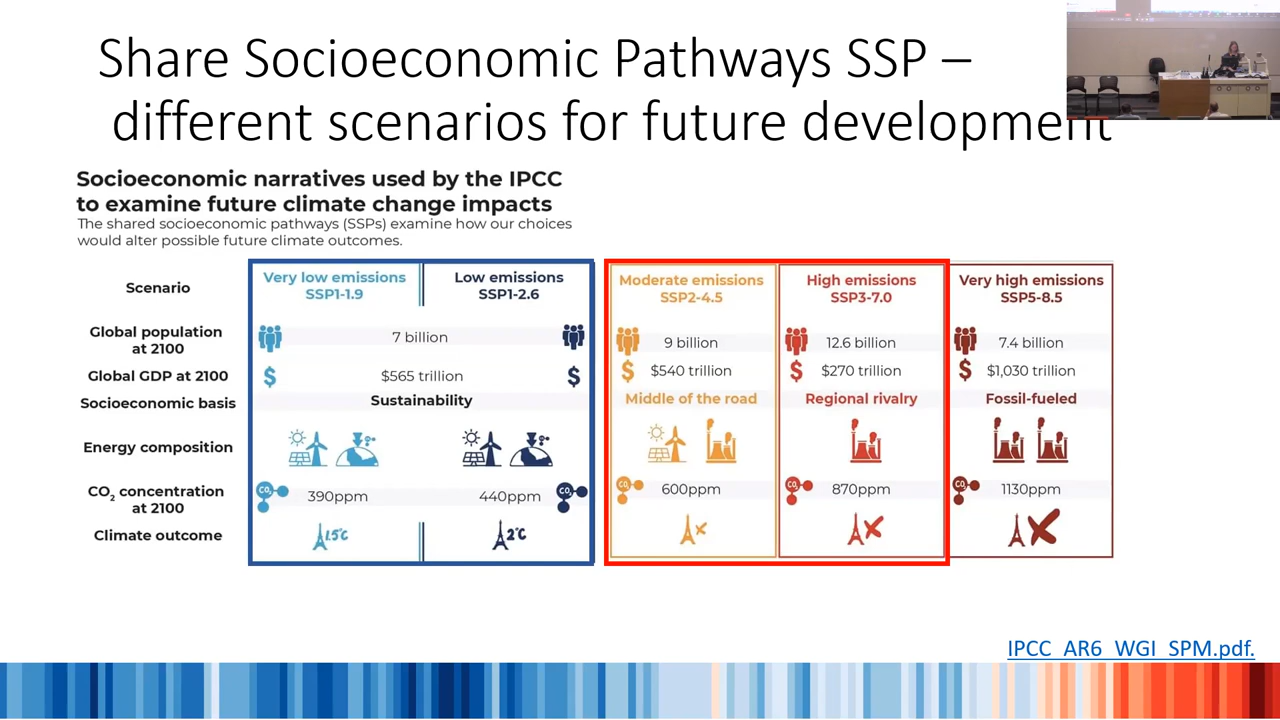 Share Socioeconomic Pathways SSP –
different scenarios for future development
Socioeconomic narratives used by the IPCC
to examine future climate change impacts
The shared socioeconomic pathways (SSPs) examine how our choices
would alter possible future climate outcomes.
Scenario
Very low emissions
SSP1-1.9
Low emissions
SSP1-2.6
Moderate emissions
SSP2-4.5
High emissions
SSP3-7.0
Very high emissions
SSP5-8.5
Global population
at 2100
7 billion
9 billion
12.6 billion
7.4 billion
Global GDP at 2100
$ $565 trillion $
$ $540 trillion
$ $270 trillion
$ $1,030 trillion
Socioeconomic basis
Sustainability
Middle of the road
Regional rivalry
Fossil-fueled
Energy composition
CO₂ concentration
at 2100
CO₂ 390ppm
440ppm CO₂
CO₂ 600ppm
CO₂ 870ppm
CO₂ 1130ppm
Climate outcome
1.5°C
2°C
IPCC_AR6_WGI_SPM.pdf.